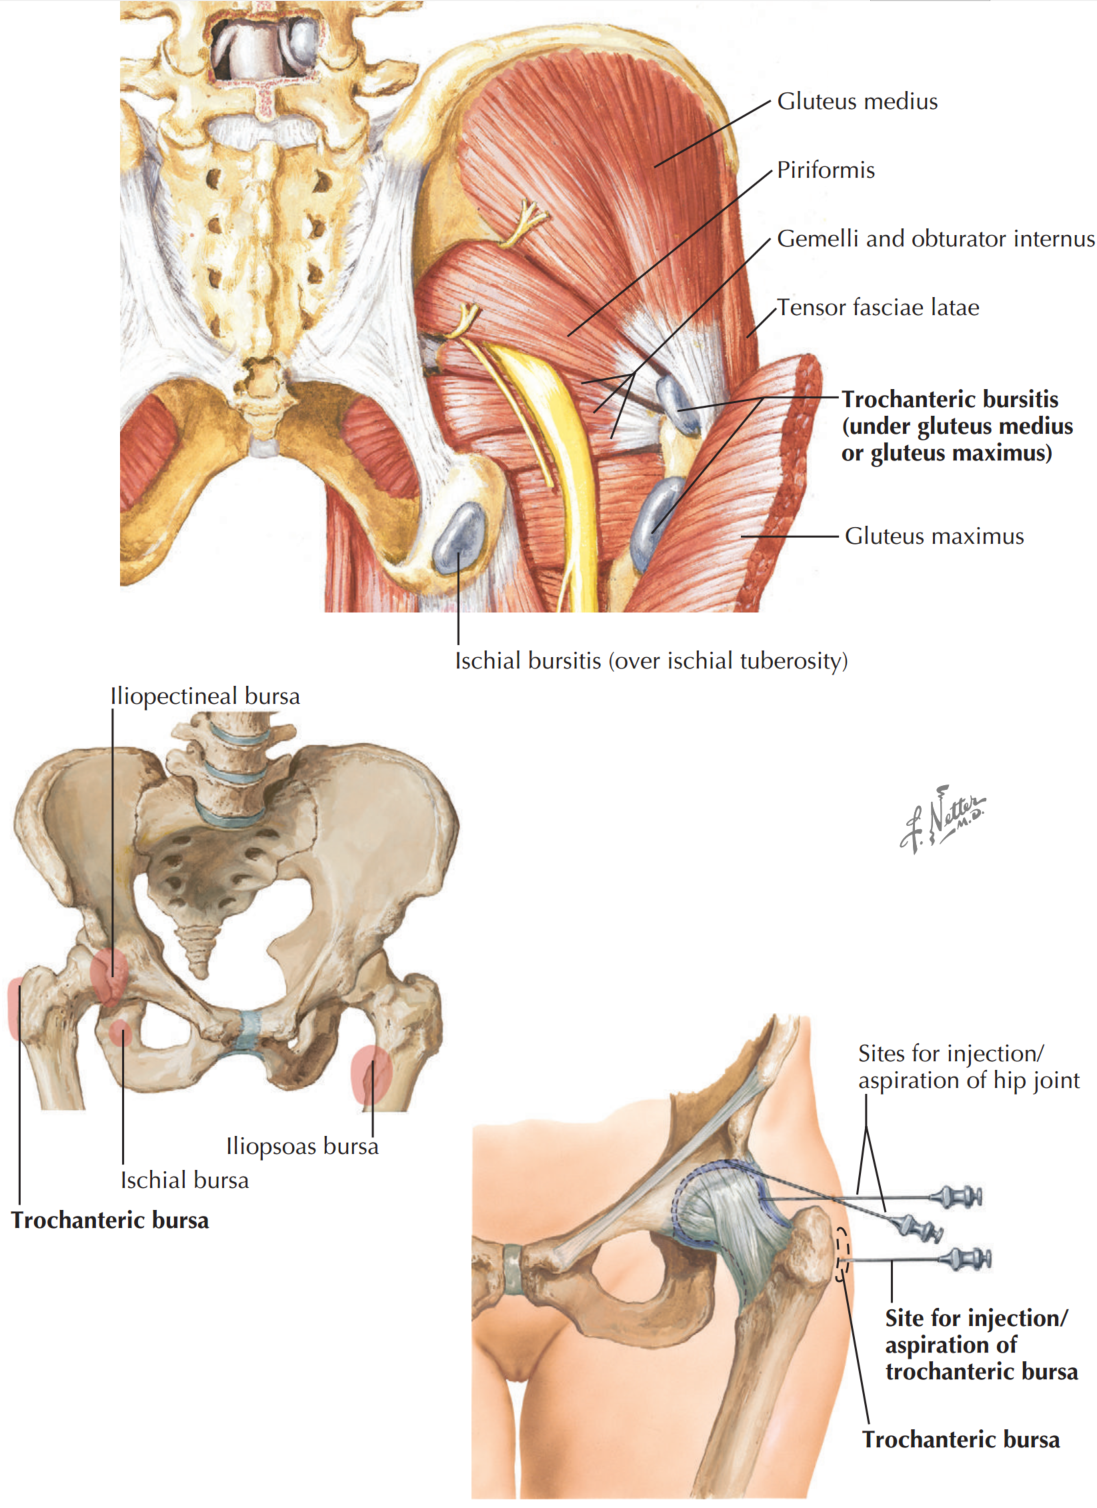 Gluteus medius
Piriformis
Gemelli and obturator internus
Tensor fasciae latae
Trochanteric bursitis
(under gluteus medius
or gluteus maximus)
Gluteus maximus
Ischial bursitis (over ischial tuberosity)
Iliopectineal bursa
F. Netter
M.D.
Sites for injection/
aspiration of hip joint
Iliopsoas bursa
Ischial bursa
Trochanteric bursa
Site for injection/
aspiration of
trochanteric bursa
Trochanteric bursa